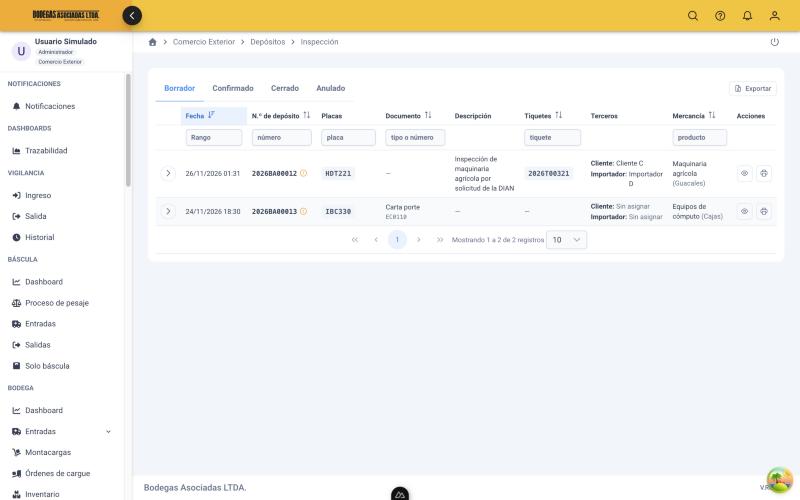 BODEGAS ASOCIADAS LTDA.
U
Usuario Simulado
Administrador
Comercio Exterior
NOTIFICACIONES
Notificaciones
DASHBOARDS
Trazabilidad
VIGILANCIA
Ingreso
Salida
Historial
BÁSCULA
Dashboard
Proceso de pesaje
Entradas
Salidas
Solo báscula
BODEGA
Dashboard
Entradas
Montacargas
Órdenes de cargue
Inventario
Comercio Exterior
Depósitos
Inspección
Borrador
Confirmado
Cerrado
Anulado
Exportar
Fecha
N.º de depósito
Placas
Documento
Descripción
Tiquetes
Terceros
Mercancía
Acciones
Rango
número
placa
tipo o número
tiquete
producto
26/11/2026 01:31
2026BA00012
HDT221
—
Inspección de
maquinaria
agrícola por
solicitud de la DIAN
2026T00321
Cliente: Cliente C
Importador: Importador
D
Maquinaria
agrícola
(Guacales)
24/11/2026 18:30
2026BA00013
IBC330
Carta porte
EC0110
—
—
Cliente: Sin asignar
Importador: Sin asignar
Equipos de
cómputo (Cajas)
1
Mostrando 1 a 2 de 2 registros
10
Bodegas Asociadas LTDA.